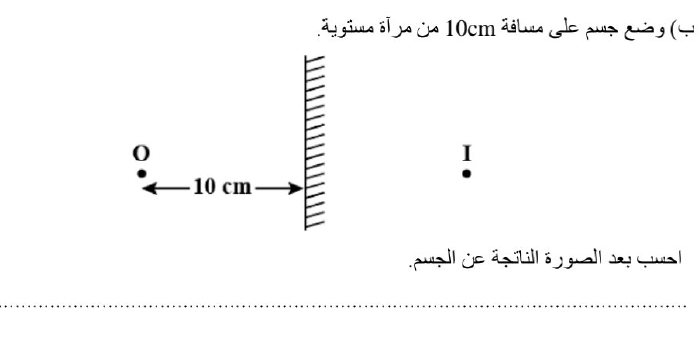 ب) وضع جسم على مسافة 10cm من مرآة مستوية.
O
I
10 cm
احسب بعد الصورة الناتجة عن الجسم.